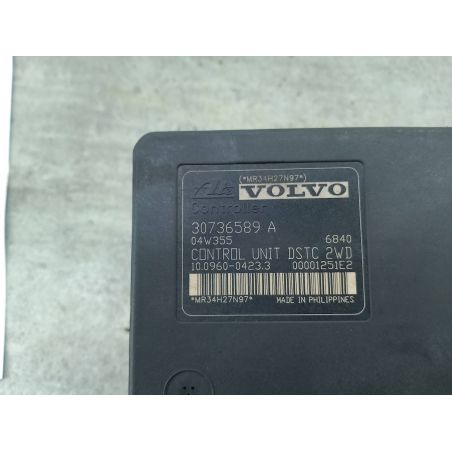 (*MR34H27N97*)
Ate VOLVO
Controller
30736589 A
04W355 6840
CONTROL UNIT DSTC 2WD
10.0960-0423.3 00001251E2
*MR34H27N97* MADE IN PHILIPPINES